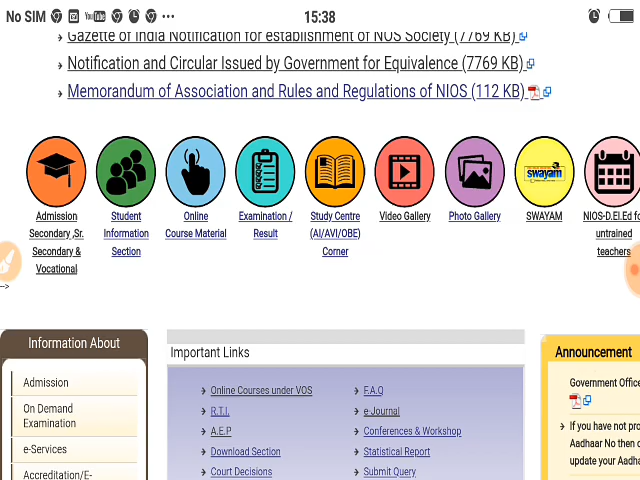 No SIM 15:38
Gazette of India Notification for establishment of NOS Society (7769 KB)
Notification and Circular Issued by Government for Equivalence (7769 KB)
Memorandum of Association and Rules and Regulations of NIOS (112 KB)
swayam
Admission
Secondary ,Sr.
Secondary &
Vocational
Student
Information
Section
Online
Course Material
Examination /
Result
Study Centre
(AI/AVI/OBE)
Corner
Video Gallery
Photo Gallery
SWAYAM
NIOS-D.El.Ed fo
untrained
teachers
-->
Information About
Admission
On Demand
Examination
e-Services
Accreditation/E-
Important Links
Online Courses under VOS
R.T.I.
A.E.P
Download Section
Court Decisions
F.A.Q
e-Journal
Conferences & Workshop
Statistical Report
Submit Query
Announcement
Government Office
If you have not pro
Aadhaar No then c
update your Aadha